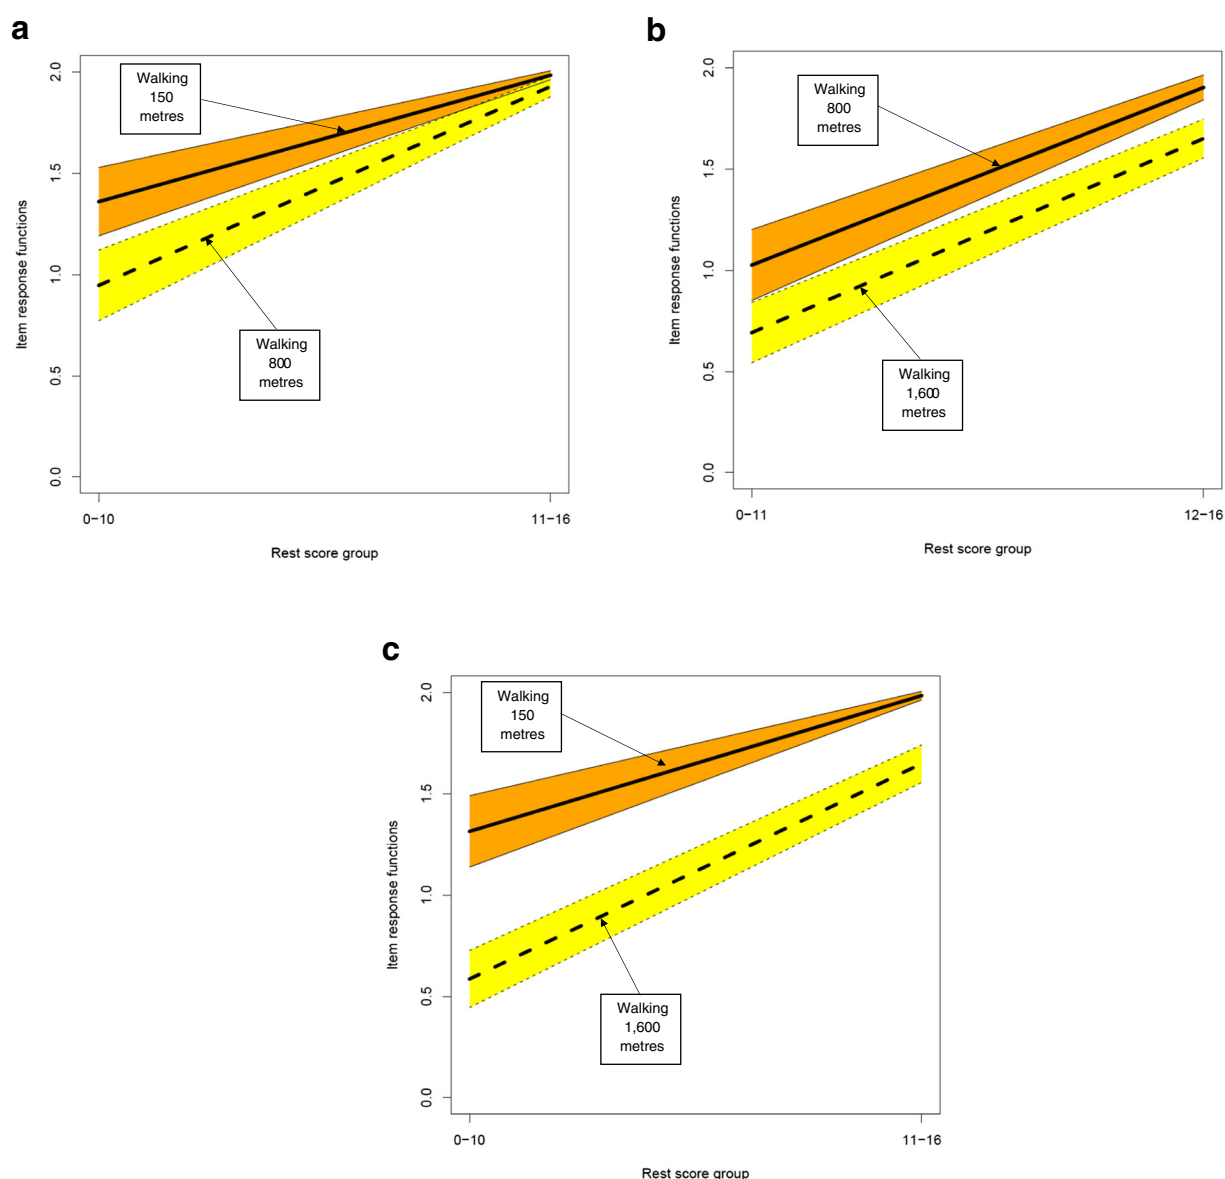 a
2.0
1.5
1.0
0.5
0.0
Item response functions
Walking
150
metres
Walking
800
metres
0–10
11–16
Rest score group
b
2.0
1.5
1.0
0.5
0.0
Item response functions
Walking
800
metres
Walking
1,600
metres
0–11
12–16
Rest score group
c
2.0
1.5
1.0
0.5
0.0
Item response functions
Walking
150
metres
Walking
1,600
metres
0–10
11–16
Rest score group